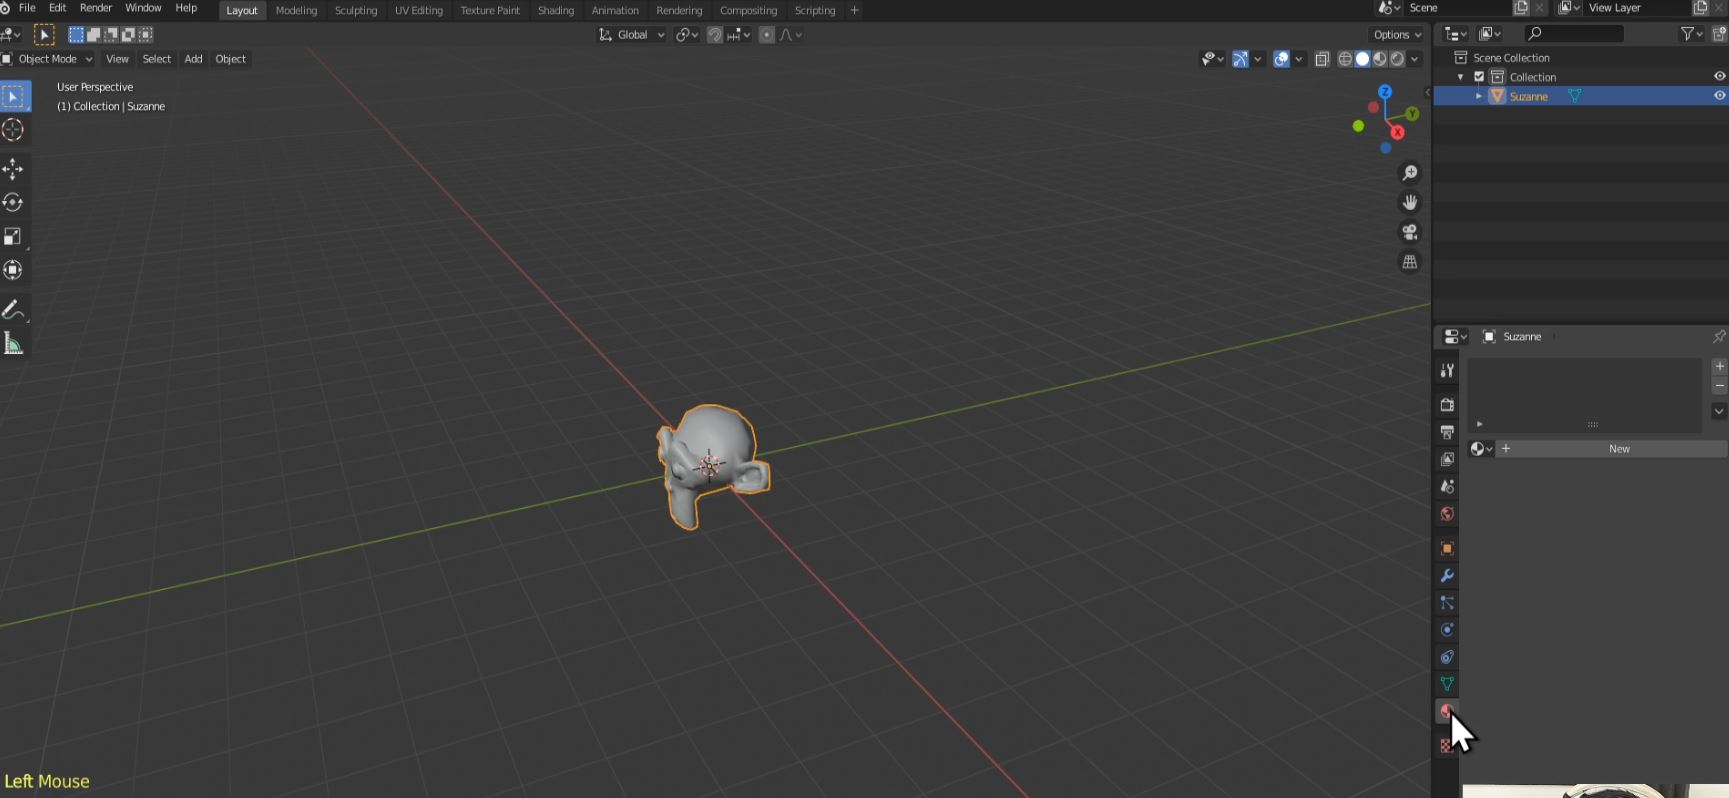 File Edit Render Window Help Layout Modeling Sculpting UV Editing Texture Paint Shading Animation Rendering Compositing Scripting + Scene View Layer
Global Options
Object Mode View Select Add Object
User Perspective
(1) Collection | Suzanne
Z
Y
X
Scene Collection
Collection
Suzanne
Suzanne
New
Left Mouse